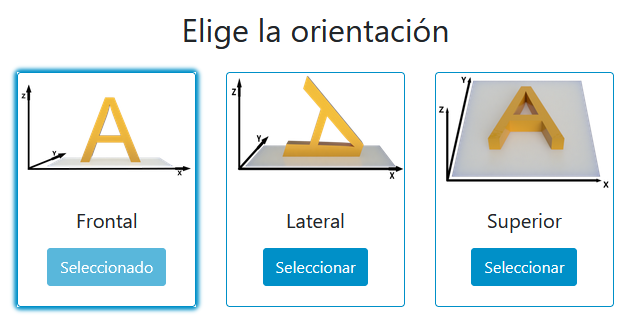 Elige la orientación
Z
Y
X
A
Frontal
Seleccionado
Z
Y
X
A
Lateral
Seleccionar
Y
Z
X
A
Superior
Seleccionar